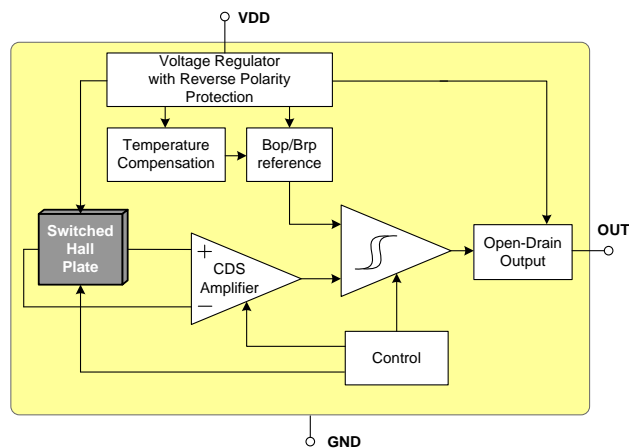 VDD
Voltage Regulator
with Reverse Polarity
Protection
Temperature
Compensation
Bop/Brp
reference
Switched
Hall
Plate
+
−
CDS
Amplifier
Open-Drain
Output
OUT
Control
GND